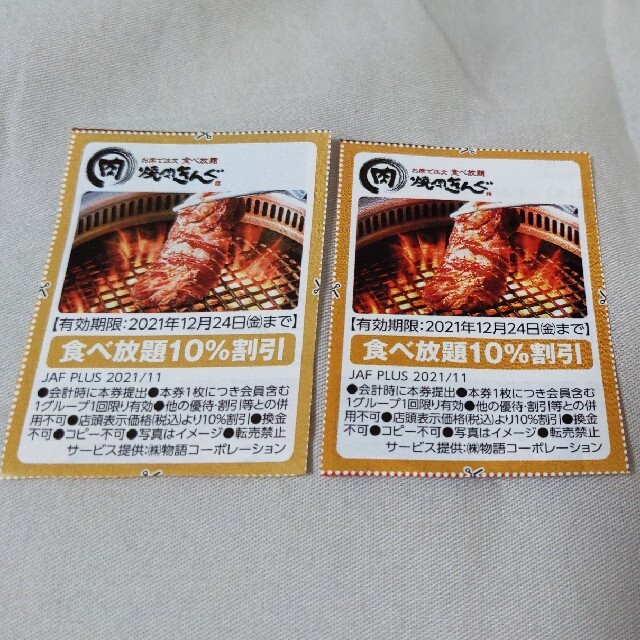 肉
お席で注文 食べ放題
焼肉きんぐ
【有効期限:2021年12月24日㈮まで】
食べ放題10%割引
JAF PLUS 2021/11
●会計時に本券提出●本券1枚につき会員含む
1グループ1回限り有効●他の優待・割引等との併
用不可●店頭表示価格(税込)より10%割引●換金
不可●コピー不可●写真はイメージ●転売禁止
サービス提供:㈱物語コーポレーション
肉
お席で注文 食べ放題
焼肉きんぐ
【有効期限:2021年12月24日㈮まで】
食べ放題10%割引
JAF PLUS 2021/11
●会計時に本券提出●本券1枚につき会員含む
1グループ1回限り有効●他の優待・割引等との併
用不可●店頭表示価格(税込)より10%割引●換金
不可●コピー不可●写真はイメージ●転売禁止
サービス提供:㈱物語コーポレーション